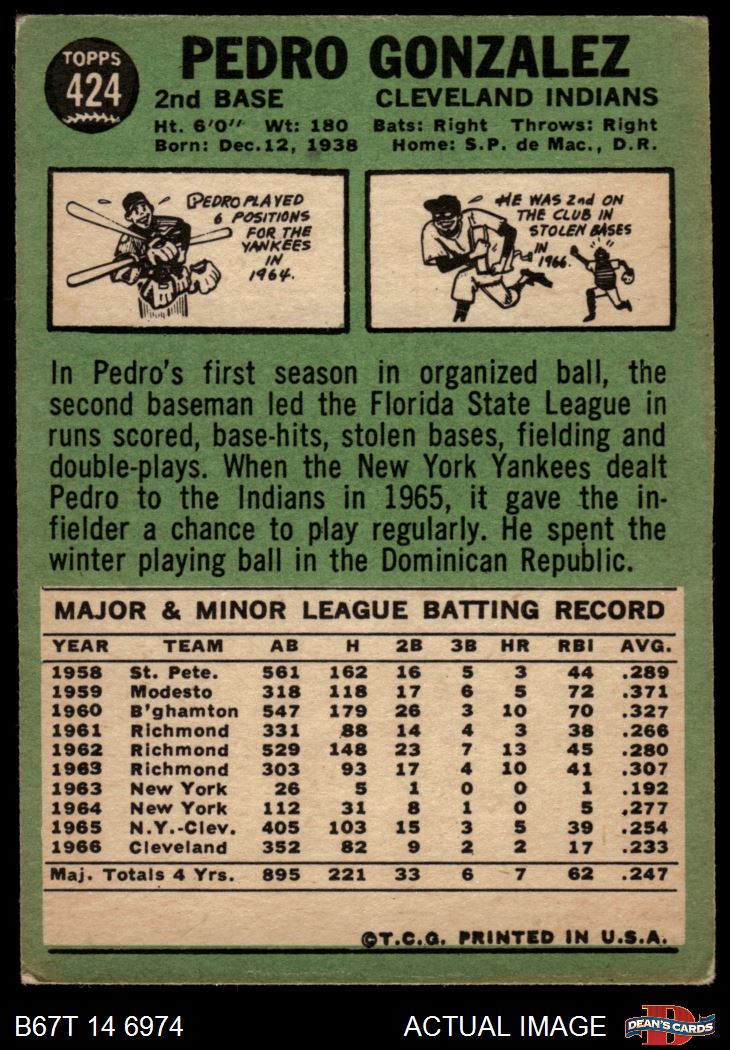 TOPPS
424
PEDRO GONZALEZ
2nd BASE CLEVELAND INDIANS
Ht. 6'0" Wt: 180 Bats: Right Throws: Right
Born: Dec.12, 1938 Home: S.P. de Mac., D.R.
PEDRO PLAYED
6 POSITIONS
FOR THE
YANKEES
IN
1964.
HE WAS 2nd ON
THE CLUB IN
STOLEN BASES
IN
1966.
In Pedro's first season in organized ball, the
second baseman led the Florida State League in
runs scored, base-hits, stolen bases, fielding and
double-plays. When the New York Yankees dealt
Pedro to the Indians in 1965, it gave the in-
fielder a chance to play regularly. He spent the
winter playing ball in the Dominican Republic.
MAJOR & MINOR LEAGUE BATTING RECORD
YEAR TEAM AB H 2B 3B HR RBI AVG.
1958 St. Pete. 561 162 16 5 3 44 .289
1959 Modesto 318 118 17 6 5 72 .371
1960 B'ghamton 547 179 26 3 10 70 .327
1961 Richmond 331 88 14 4 3 38 .266
1962 Richmond 529 148 23 7 13 45 .280
1963 Richmond 303 93 17 4 10 41 .307
1963 New York 26 5 1 0 0 1 .192
1964 New York 112 31 8 1 0 5 .277
1965 N.Y.-Clev. 405 103 15 3 5 39 .254
1966 Cleveland 352 82 9 2 2 17 .233
Maj. Totals 4 Yrs. 895 221 33 6 7 62 .247
©T.C.G. PRINTED IN U.S.A.
B67T 14 6974 ACTUAL IMAGE
DEAN'S CARDS